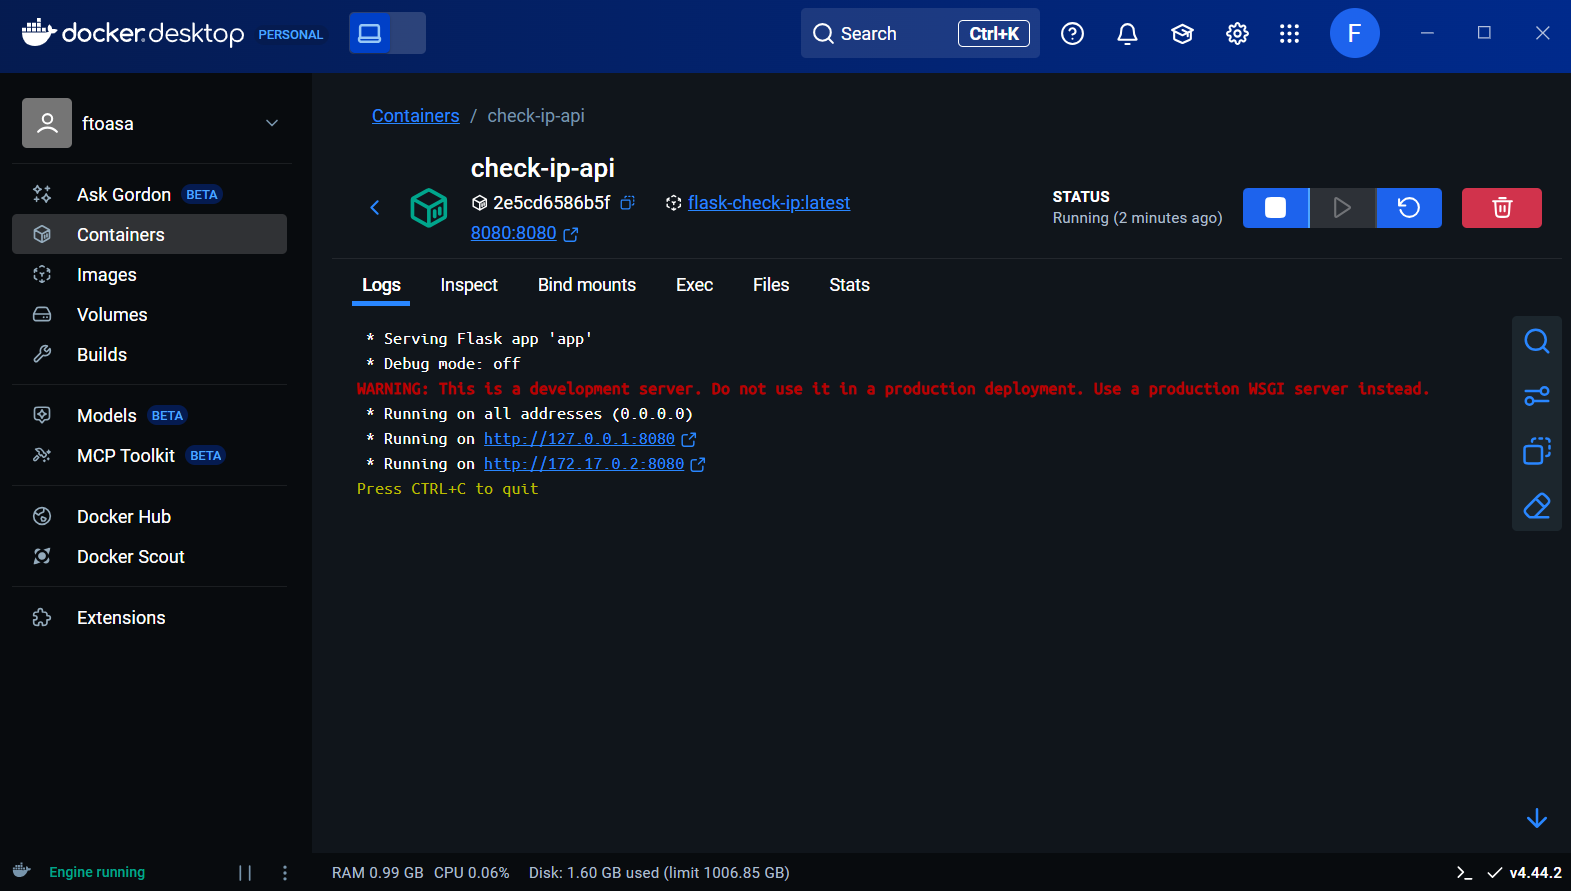 docker.desktop PERSONAL
Search Ctrl+K
F
ftoasa
Ask Gordon BETA
Containers
Images
Volumes
Builds
Models BETA
MCP Toolkit BETA
Docker Hub
Docker Scout
Extensions
Containers / check-ip-api
check-ip-api
2e5cd6586b5f flask-check-ip:latest
8080:8080
STATUS
Running (2 minutes ago)
Logs Inspect Bind mounts Exec Files Stats
* Serving Flask app 'app'
* Debug mode: off
WARNING: This is a development server. Do not use it in a production deployment. Use a production WSGI server instead.
* Running on all addresses (0.0.0.0)
* Running on http://127.0.0.1:8080
* Running on http://172.17.0.2:8080
Press CTRL+C to quit
Engine running
RAM 0.99 GB CPU 0.06% Disk: 1.60 GB used (limit 1006.85 GB)
v4.44.2